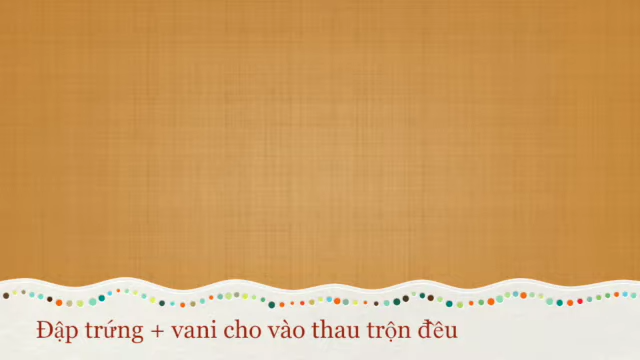 Đập trứng + vani cho vào thau trộn đều